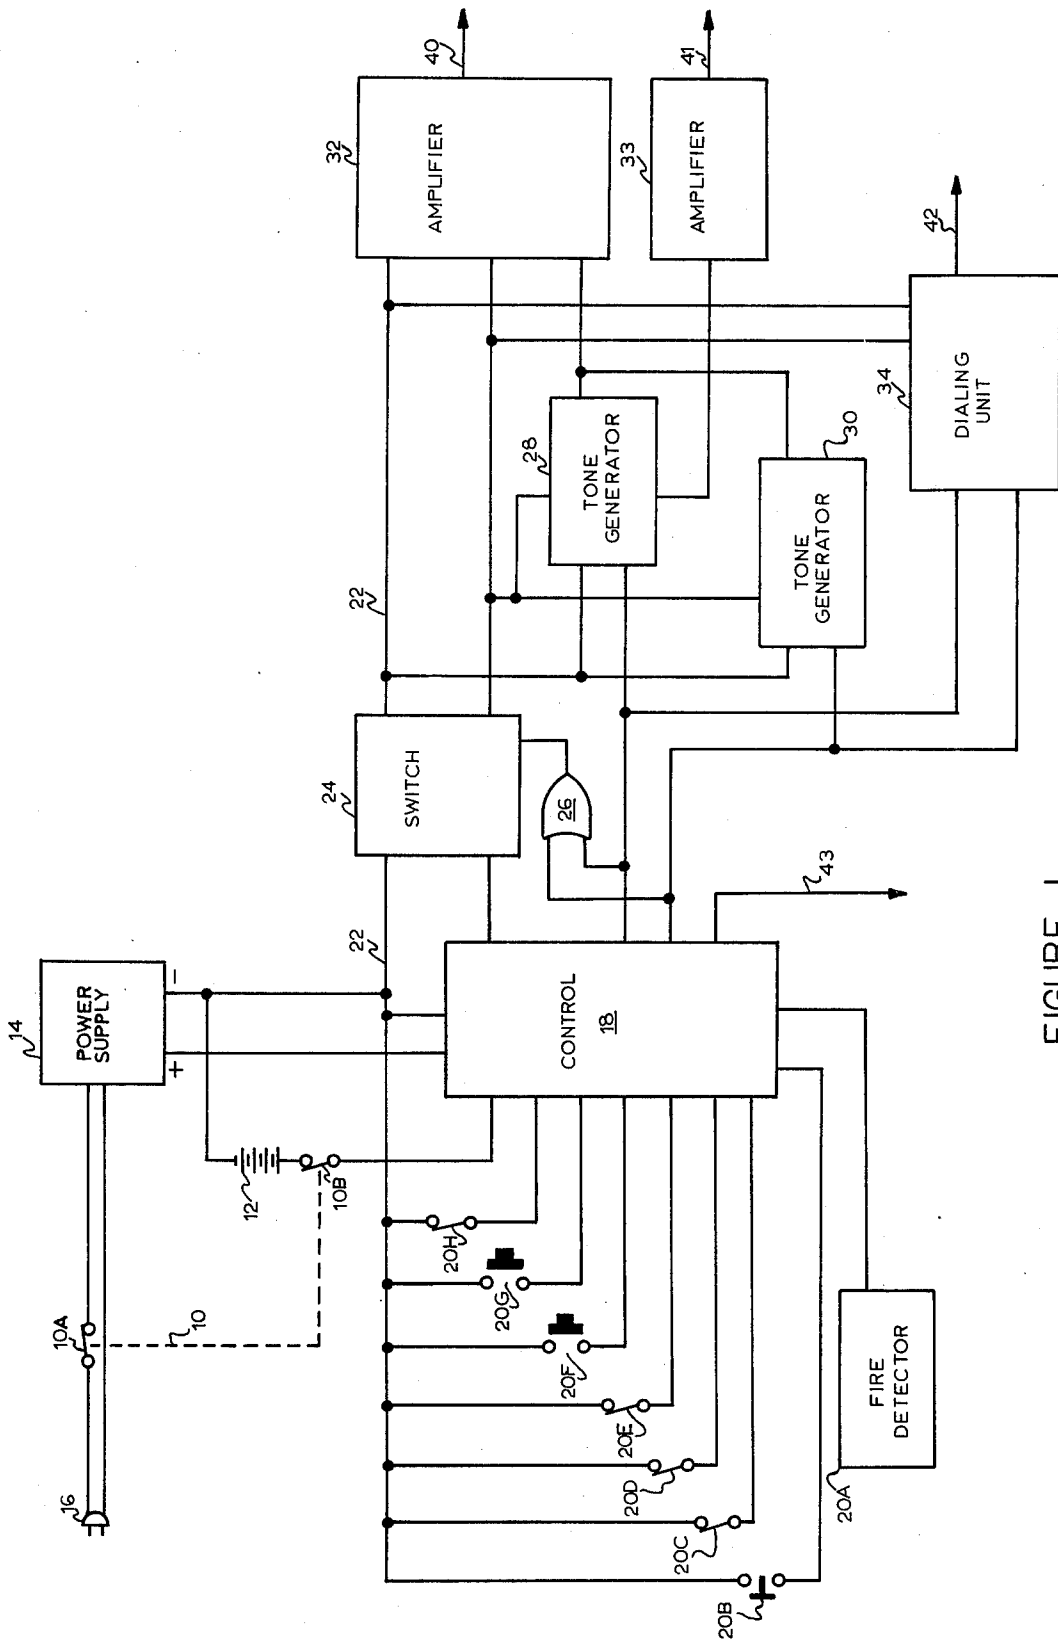 16
10A
10
14
POWER
SUPPLY
+
-
12
10B
22
22
24
SWITCH
32
AMPLIFIER
40
33
AMPLIFIER
41
20H
20G
20F
20E
20D
20C
20B
CONTROL
18
26
28
TONE
GENERATOR
TONE
GENERATOR
30
34
DIALING
UNIT
42
43
20A
FIRE
DETECTOR
FIGURE 1